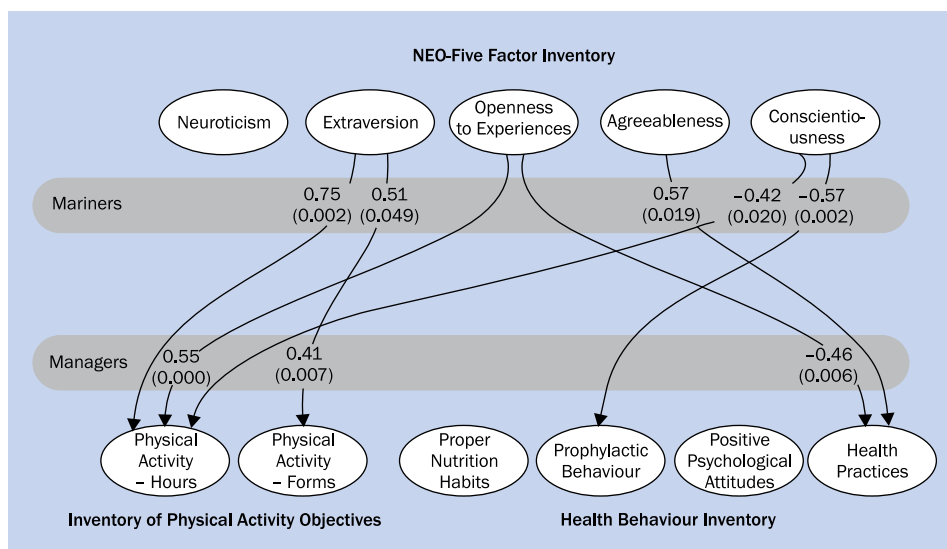 NEO-Five Factor Inventory
Neuroticism
Extraversion
Openness
to Experiences
Agreeableness
Conscientio-
usness
Mariners
0.75
(0.002)
0.51
(0.049)
0.57
(0.019)
−0.42
(0.020)
−0.57
(0.002)
Managers
0.55
(0.000)
0.41
(0.007)
−0.46
(0.006)
Physical
Activity
– Hours
Physical
Activity
– Forms
Proper
Nutrition
Habits
Prophylactic
Behaviour
Positive
Psychological
Attitudes
Health
Practices
Inventory of Physical Activity Objectives
Health Behaviour Inventory